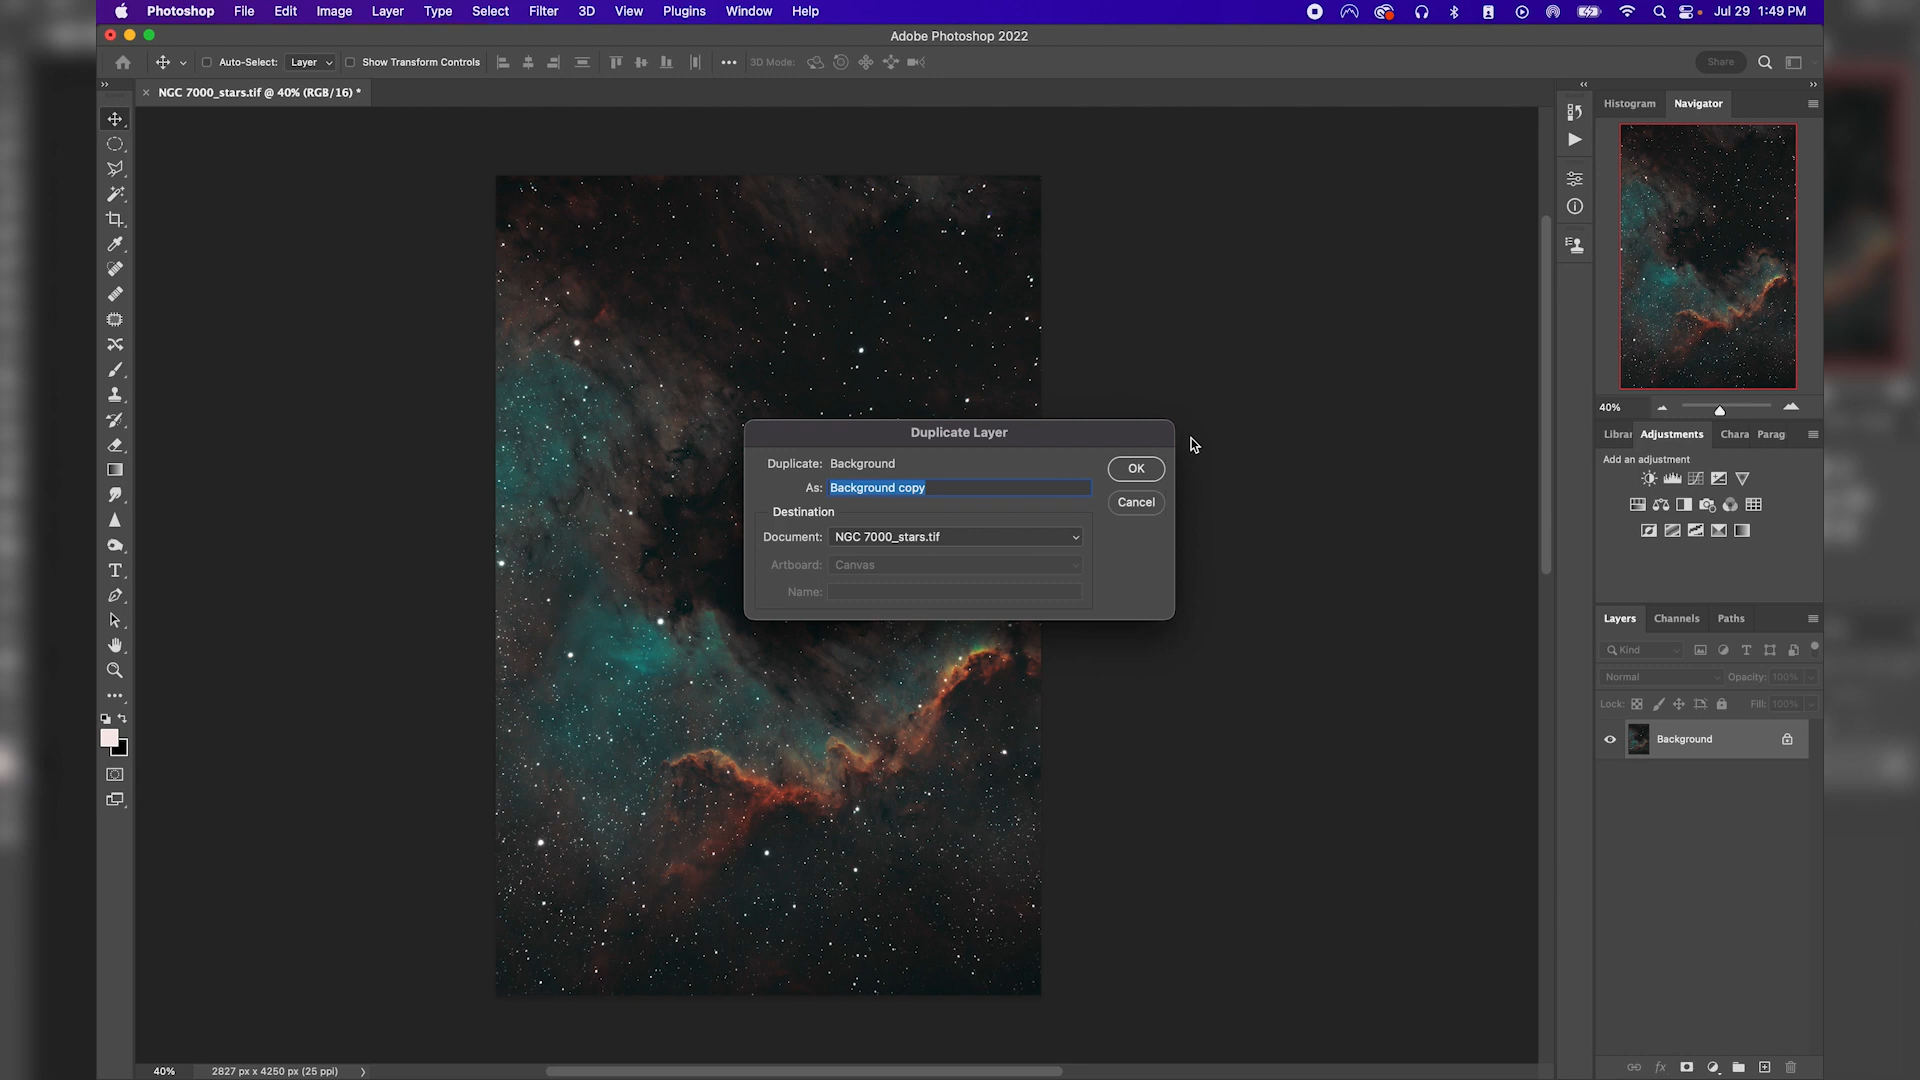 Photoshop File Edit Image Layer Type Select Filter 3D View Plugins Window Help Jul 29 1:49 PM
Adobe Photoshop 2022
Auto-Select: Layer Show Transform Controls 3D Mode: Share
NGC 7000_stars.tif @ 40% (RGB/16) *
Histogram Navigator
40%
Librar Adjustments Chara Parag
Add an adjustment
Duplicate Layer
Duplicate: Background
As: Background copy
OK
Cancel
Destination
Document: NGC 7000_stars.tif
Artboard: Canvas
Name:
Layers Channels Paths
Kind
Normal Opacity: 100%
Lock: Fill: 100%
Background
40% 2827 px x 4250 px (25 ppi)